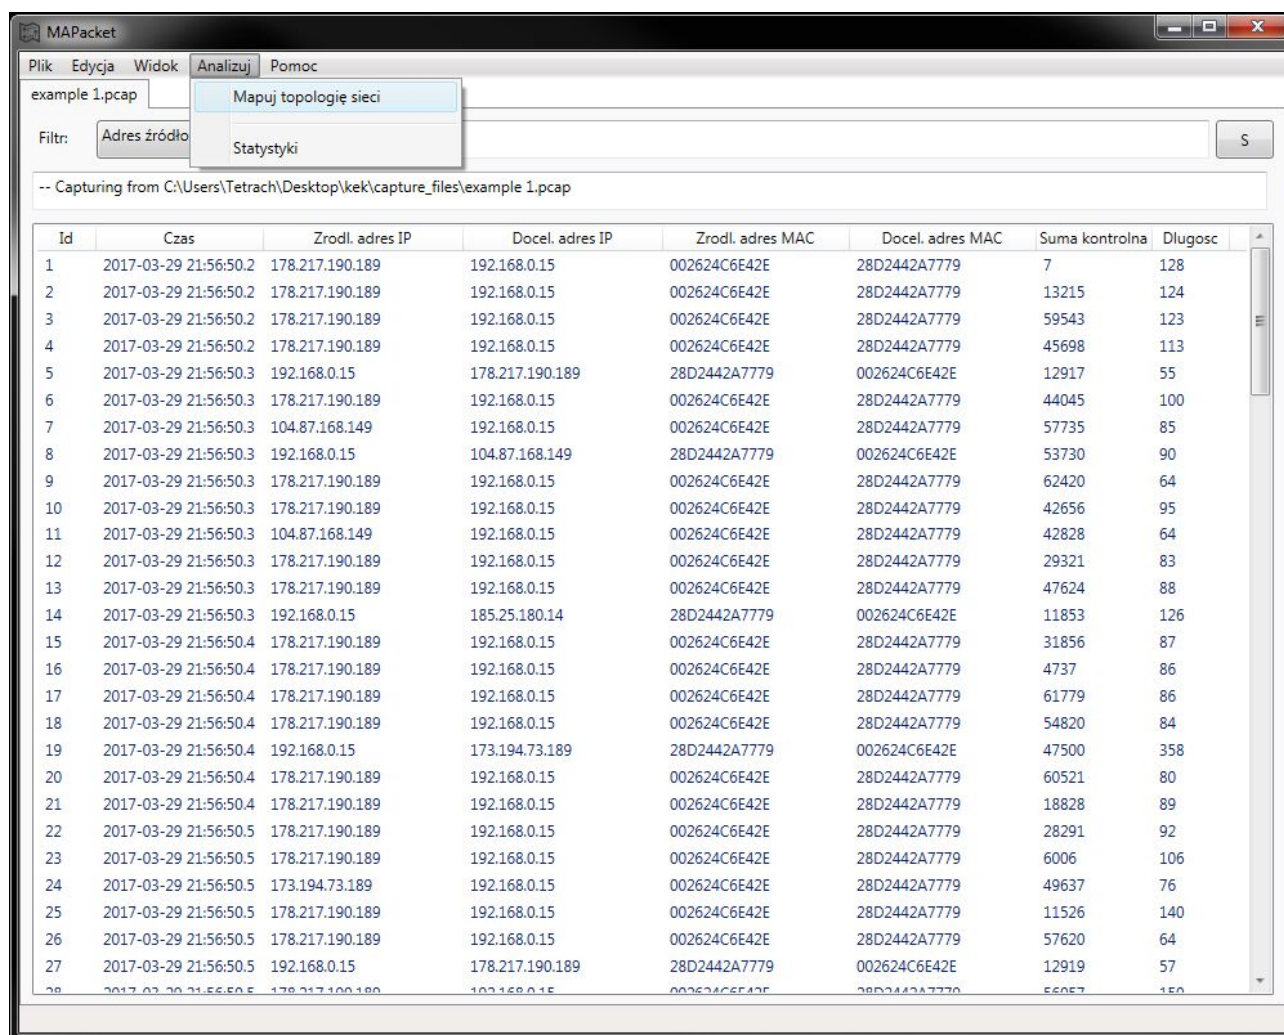 MAPacket
Plik Edycja Widok Analizuj Pomoc
example 1.pcap
Mapuj topologię sieci
Filtr: Adres źródło S
Statystyki
-- Capturing from C:\Users\Tetrach\Desktop\kek\capture_files\example 1.pcap
Id Czas Zrodl. adres IP Docel. adres IP Zrodl. adres MAC Docel. adres MAC Suma kontrolna Dlugosc
1 2017-03-29 21:56:50.2 178.217.190.189 192.168.0.15 002624C6E42E 28D2442A7779 7 128
2 2017-03-29 21:56:50.2 178.217.190.189 192.168.0.15 002624C6E42E 28D2442A7779 13215 124
3 2017-03-29 21:56:50.2 178.217.190.189 192.168.0.15 002624C6E42E 28D2442A7779 59543 123
4 2017-03-29 21:56:50.2 178.217.190.189 192.168.0.15 002624C6E42E 28D2442A7779 45698 113
5 2017-03-29 21:56:50.3 192.168.0.15 178.217.190.189 28D2442A7779 002624C6E42E 12917 55
6 2017-03-29 21:56:50.3 178.217.190.189 192.168.0.15 002624C6E42E 28D2442A7779 44045 100
7 2017-03-29 21:56:50.3 104.87.168.149 192.168.0.15 002624C6E42E 28D2442A7779 57735 85
8 2017-03-29 21:56:50.3 192.168.0.15 104.87.168.149 28D2442A7779 002624C6E42E 53730 90
9 2017-03-29 21:56:50.3 178.217.190.189 192.168.0.15 002624C6E42E 28D2442A7779 62420 64
10 2017-03-29 21:56:50.3 178.217.190.189 192.168.0.15 002624C6E42E 28D2442A7779 42656 95
11 2017-03-29 21:56:50.3 104.87.168.149 192.168.0.15 002624C6E42E 28D2442A7779 42828 64
12 2017-03-29 21:56:50.3 178.217.190.189 192.168.0.15 002624C6E42E 28D2442A7779 29321 83
13 2017-03-29 21:56:50.3 178.217.190.189 192.168.0.15 002624C6E42E 28D2442A7779 47624 88
14 2017-03-29 21:56:50.3 192.168.0.15 185.25.180.14 28D2442A7779 002624C6E42E 11853 126
15 2017-03-29 21:56:50.4 178.217.190.189 192.168.0.15 002624C6E42E 28D2442A7779 31856 87
16 2017-03-29 21:56:50.4 178.217.190.189 192.168.0.15 002624C6E42E 28D2442A7779 4737 86
17 2017-03-29 21:56:50.4 178.217.190.189 192.168.0.15 002624C6E42E 28D2442A7779 61779 86
18 2017-03-29 21:56:50.4 178.217.190.189 192.168.0.15 002624C6E42E 28D2442A7779 54820 84
19 2017-03-29 21:56:50.4 192.168.0.15 173.194.73.189 28D2442A7779 002624C6E42E 47500 358
20 2017-03-29 21:56:50.4 178.217.190.189 192.168.0.15 002624C6E42E 28D2442A7779 60521 80
21 2017-03-29 21:56:50.4 178.217.190.189 192.168.0.15 002624C6E42E 28D2442A7779 18828 89
22 2017-03-29 21:56:50.5 178.217.190.189 192.168.0.15 002624C6E42E 28D2442A7779 28291 92
23 2017-03-29 21:56:50.5 178.217.190.189 192.168.0.15 002624C6E42E 28D2442A7779 6006 106
24 2017-03-29 21:56:50.5 173.194.73.189 192.168.0.15 002624C6E42E 28D2442A7779 49637 76
25 2017-03-29 21:56:50.5 178.217.190.189 192.168.0.15 002624C6E42E 28D2442A7779 11526 140
26 2017-03-29 21:56:50.5 178.217.190.189 192.168.0.15 002624C6E42E 28D2442A7779 57620 64
27 2017-03-29 21:56:50.5 192.168.0.15 178.217.190.189 28D2442A7779 002624C6E42E 12919 57